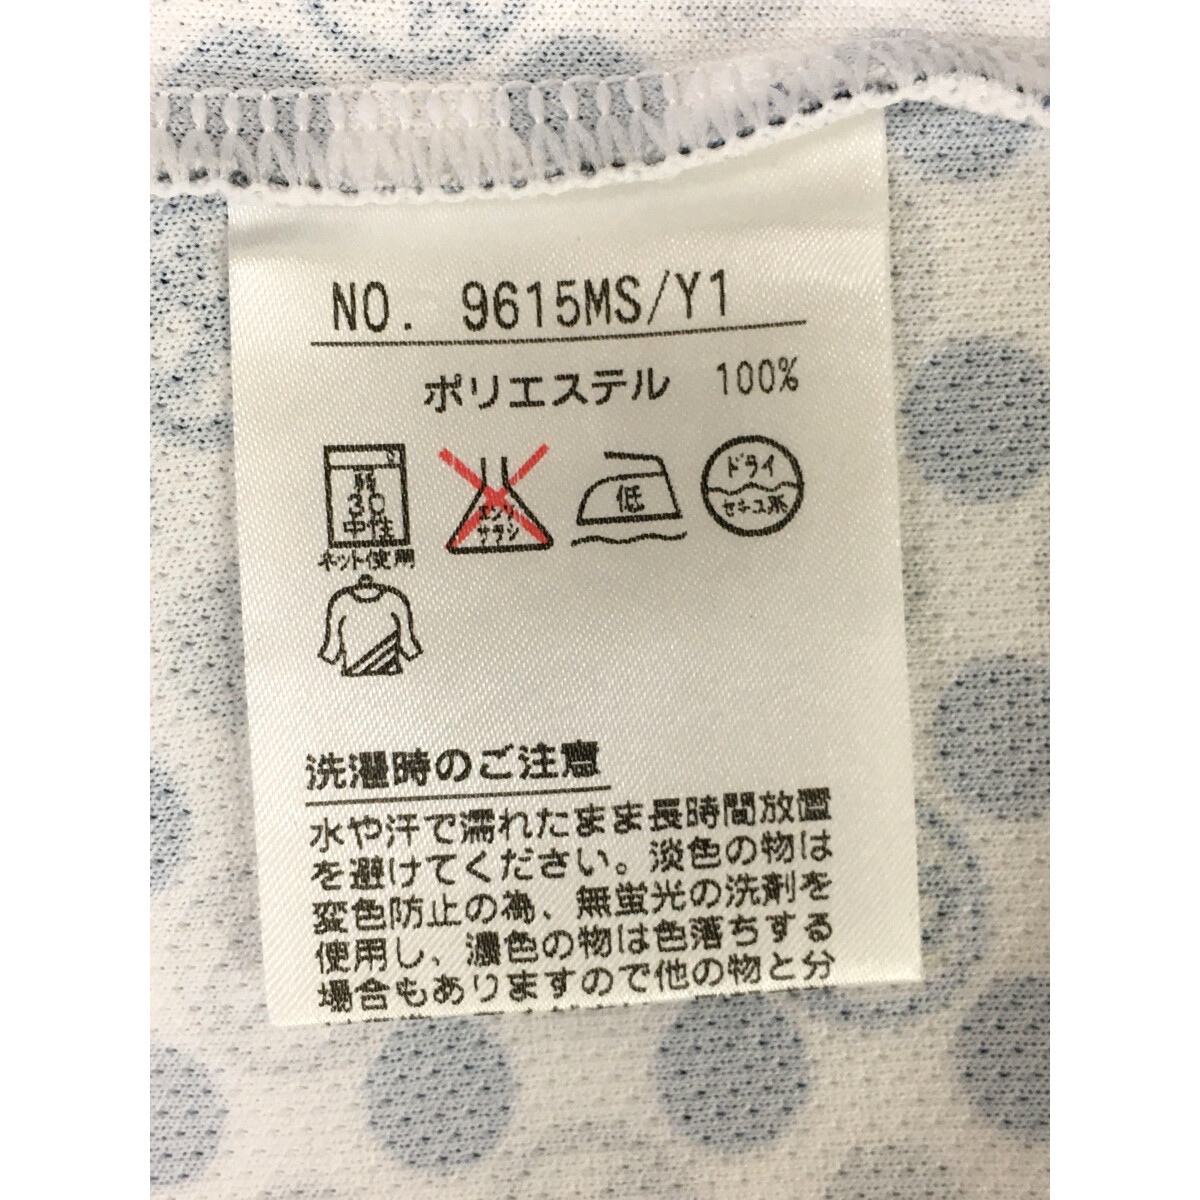 NO. 9615MS/Y1
ポリエステル 100%
弱
30
中性
ネット使用
エンソ
サラシ
低
ドライ
セキユ系
洗濯時のご注意
水や汗で濡れたまま長時間放置
を避けてください。淡色の物は
変色防止の為、無蛍光の洗剤を
使用し、濃色の物は色落ちする
場合もありますので他の物と分